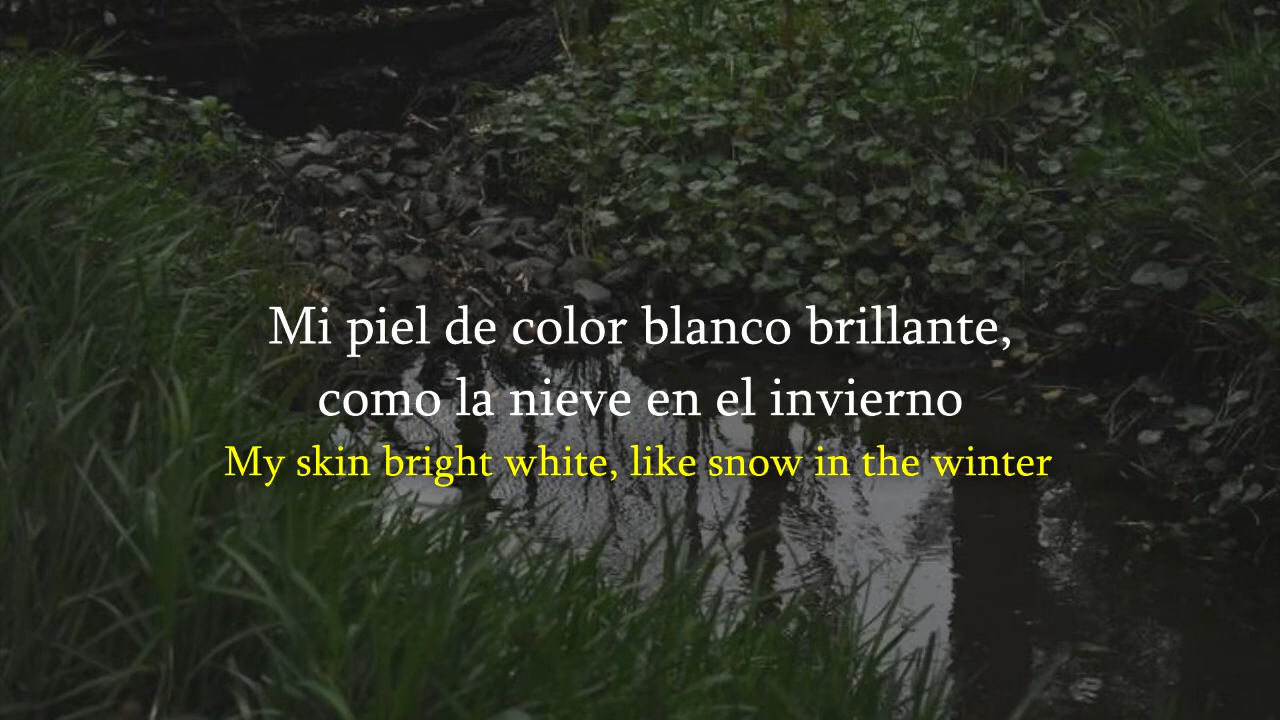 Mi piel de color blanco brillante,
como la nieve en el invierno
My skin bright white, like snow in the winter